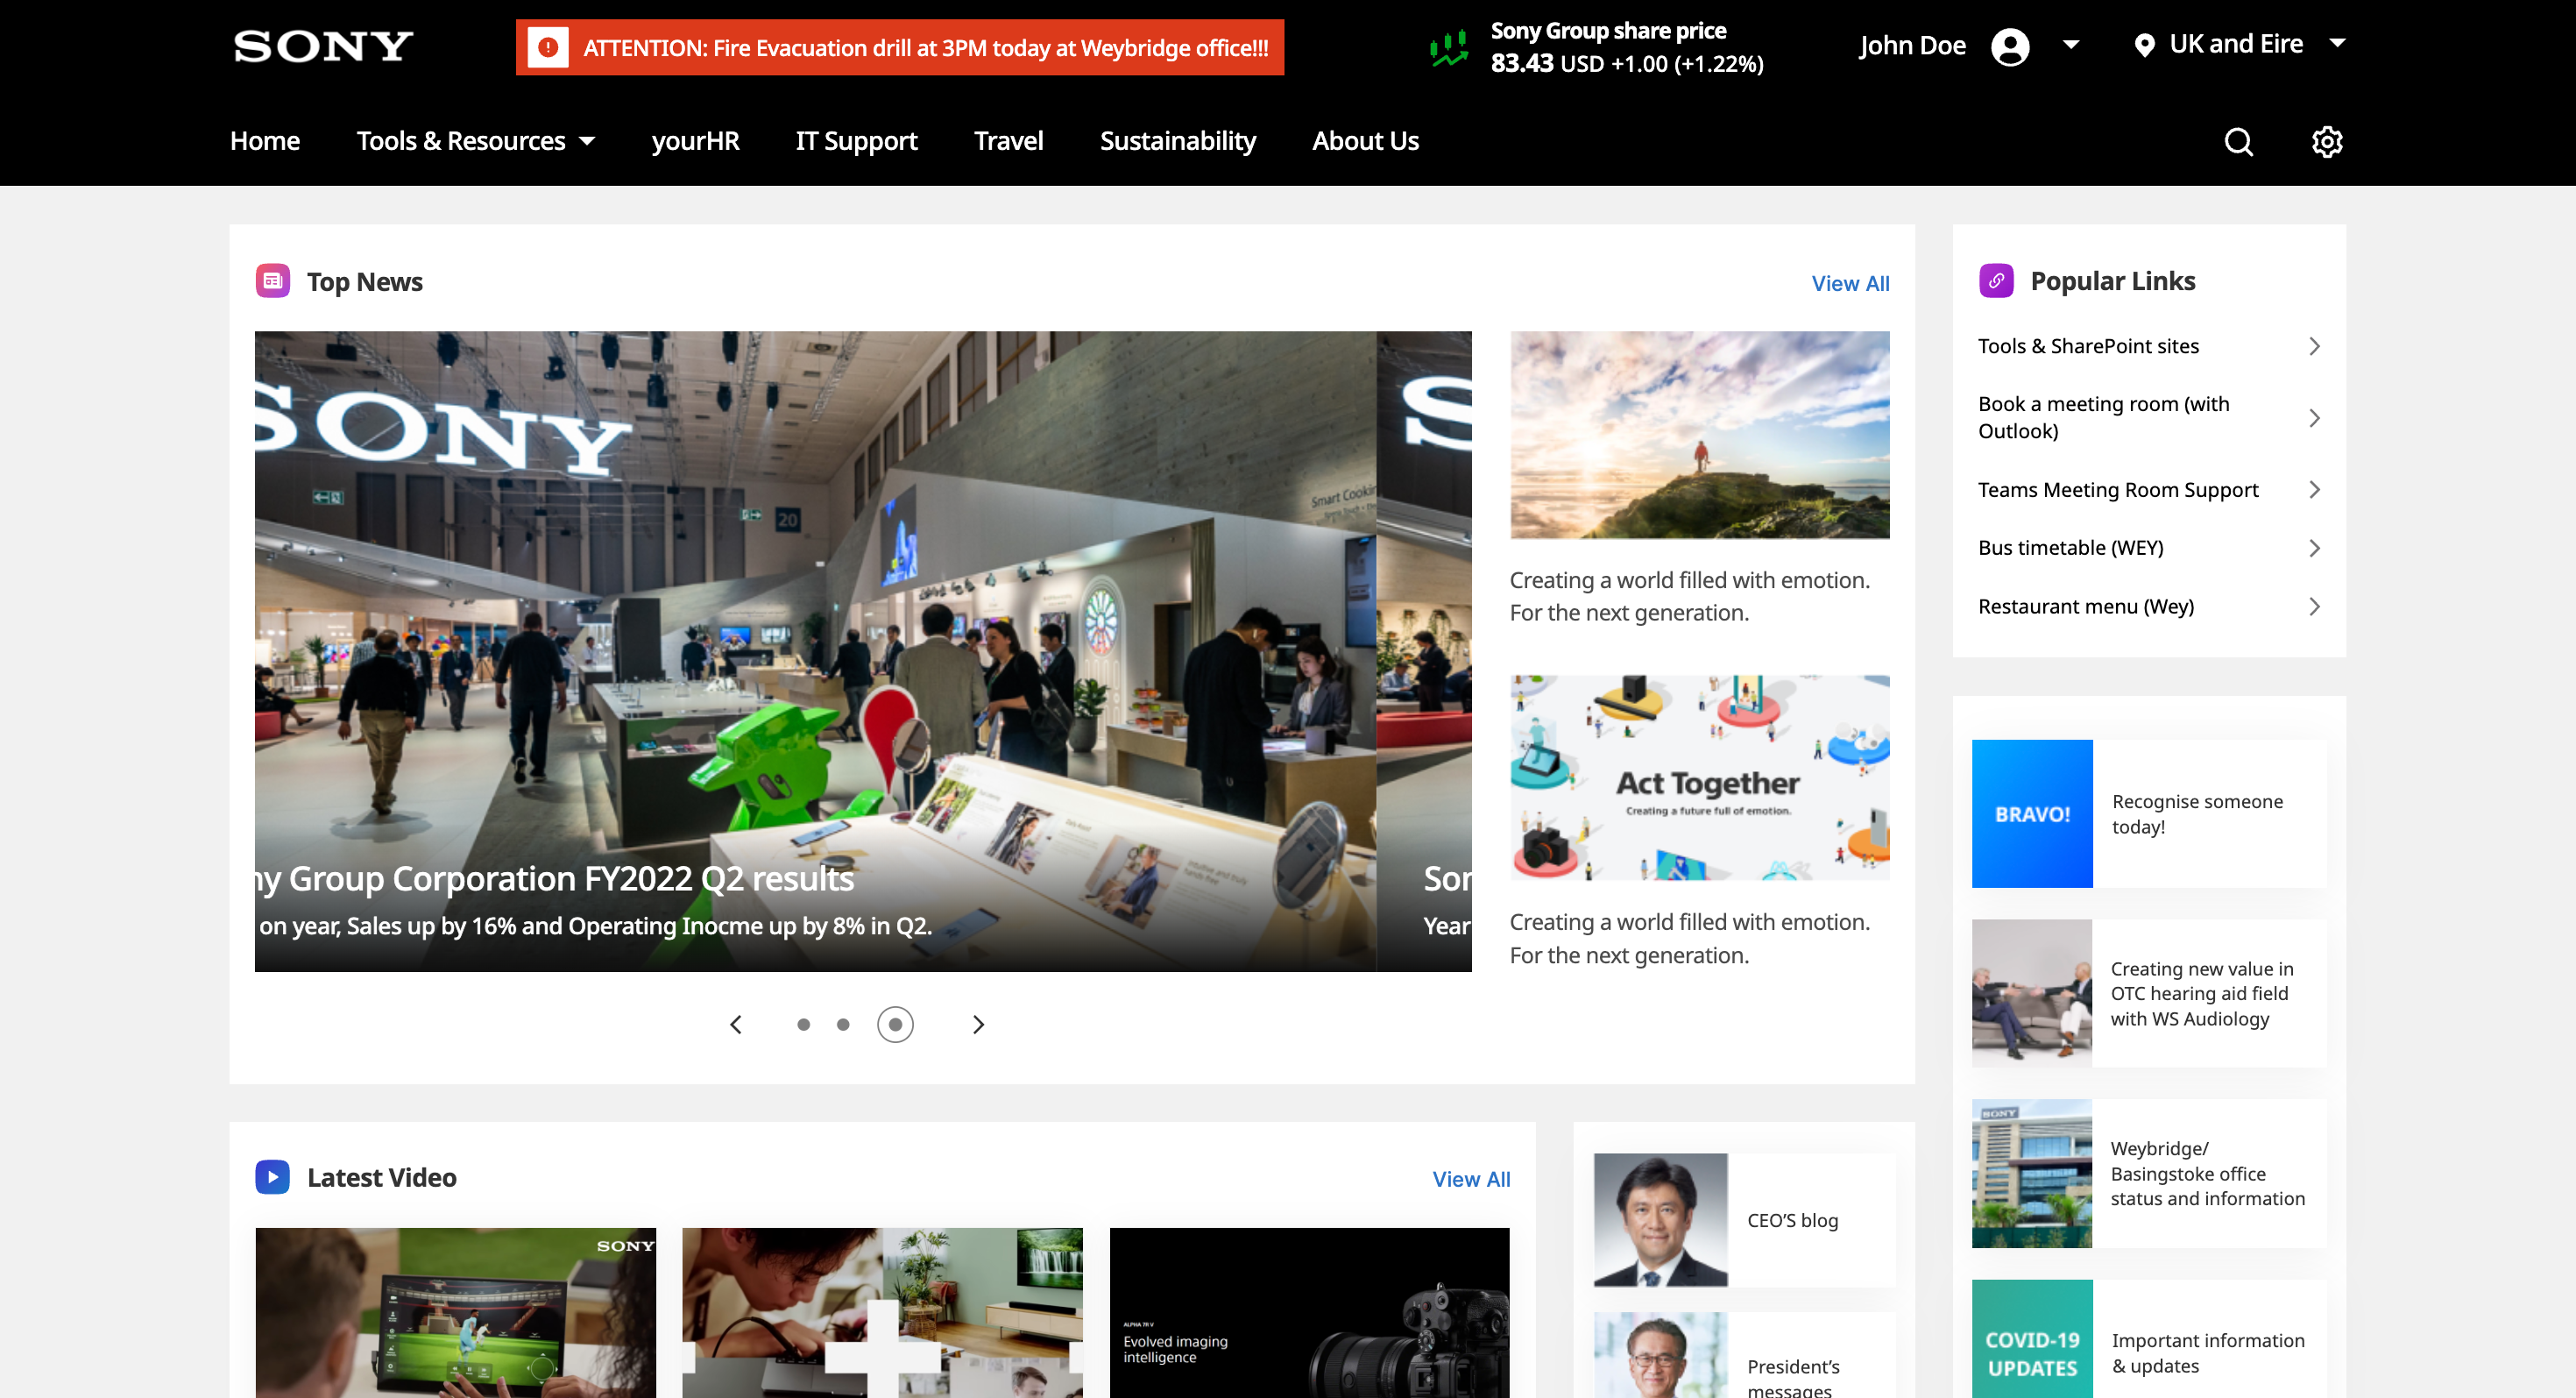 SONY
ATTENTION: Fire Evacuation drill at 3PM today at Weybridge office!!!
Sony Group share price
83.43 USD +1.00 (+1.22%)
John Doe
UK and Eire
Home
Tools & Resources
yourHR
IT Support
Travel
Sustainability
About Us
Top News
View All
SONY
20
Smart Cookin
ny Group Corporation FY2022 Q2 results
on year, Sales up by 16% and Operating Inocme up by 8% in Q2.
S
Sor
Year
Creating a world filled with emotion.
For the next generation.
Act Together
Creating a future full of emotion.
Creating a world filled with emotion.
For the next generation.
Popular Links
Tools & SharePoint sites
Book a meeting room (with
Outlook)
Teams Meeting Room Support
Bus timetable (WEY)
Restaurant menu (Wey)
BRAVO!
Recognise someone
today!
Creating new value in
OTC hearing aid field
with WS Audiology
SONY
Weybridge/
Basingstoke office
status and information
COVID-19
UPDATES
Important information
& updates
Latest Video
View All
SONY
ALPHA 7R V
Evolved imaging
intelligence
CEO’S blog
President’s
messages